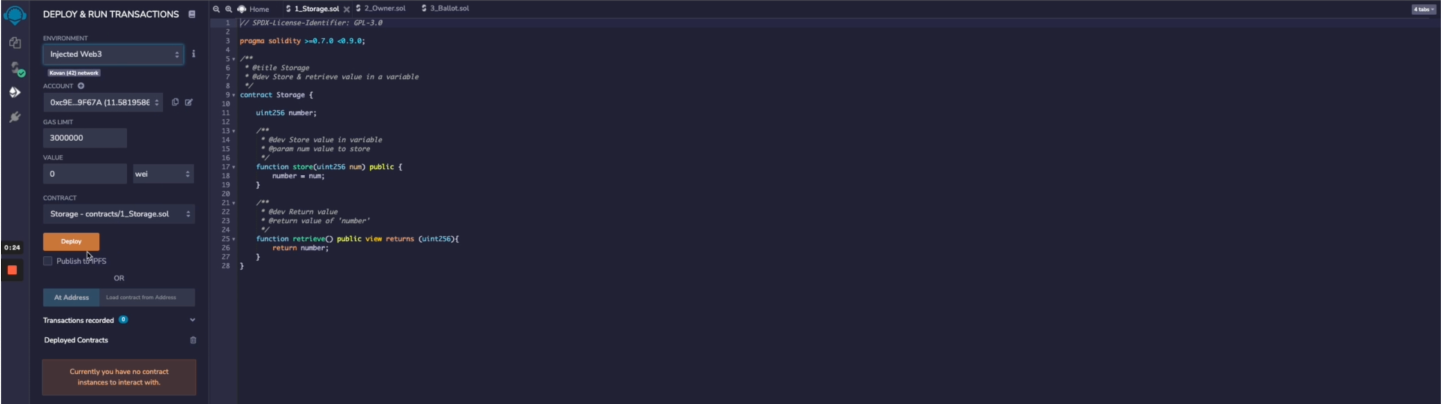 DEPLOY & RUN TRANSACTIONS
ENVIRONMENT
Injected Web3
i
Kovan (42) network
ACCOUNT
0xc9E...9F67A (11.5819586
GAS LIMIT
3000000
VALUE
0 wei
CONTRACT
Storage - contracts/1_Storage.sol
Deploy
0:24
Publish to IPFS
OR
At Address Load contract from Address
Transactions recorded 0
Deployed Contracts
Currently you have no contract
instances to interact with.
Home 1_Storage.sol 2_Owner.sol 3_Ballot.sol 4 tabs
1 // SPDX-License-Identifier: GPL-3.0
2
3 pragma solidity >=0.7.0 <0.9.0;
4
5 /**
6 * @title Storage
7 * @dev Store & retrieve value in a variable
8 */
9 contract Storage {
10
11 uint256 number;
12
13 /**
14 * @dev Store value in variable
15 * @param num value to store
16 */
17 function store(uint256 num) public {
18 number = num;
19 }
20
21 /**
22 * @dev Return value
23 * @return value of 'number'
24 */
25 function retrieve() public view returns (uint256){
26 return number;
27 }
28 }